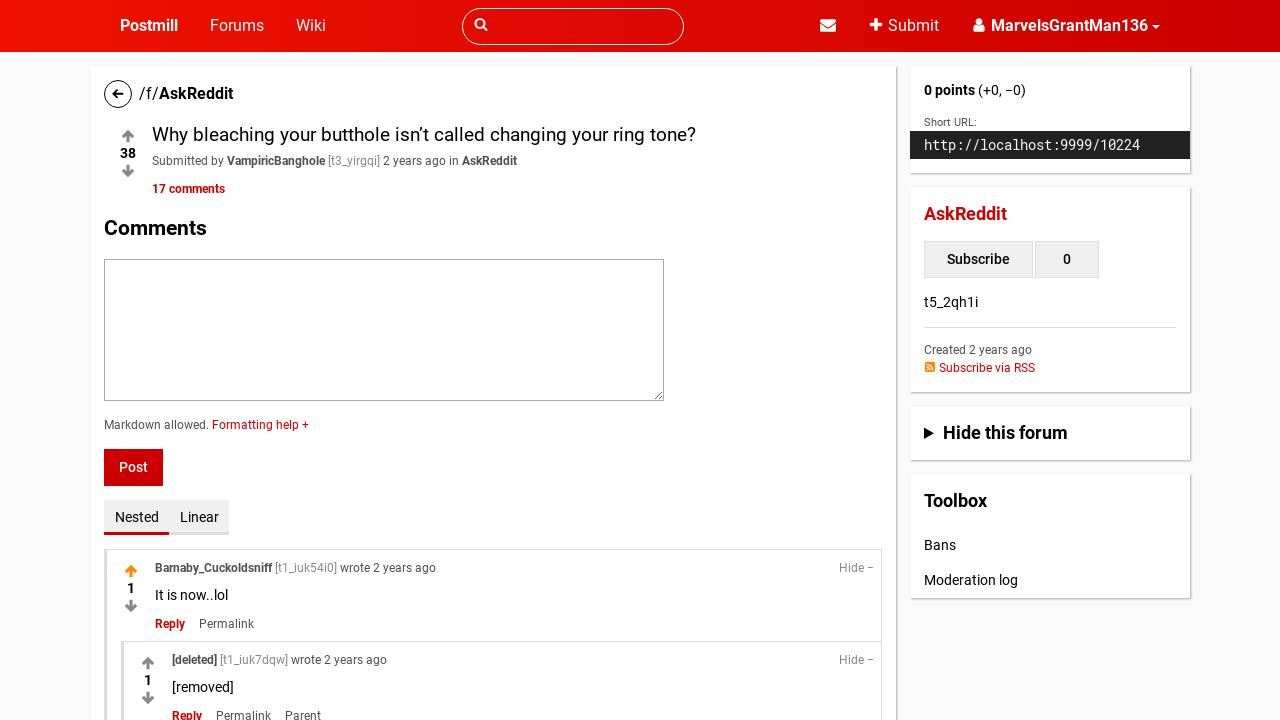 Postmill Forums Wiki Submit MarvelsGrantMan136
/f/AskReddit
Why bleaching your butthole isn't called changing your ring tone?
38
Submitted by VampiricBanghole [t3_yirgqi] 2 years ago in AskReddit
17 comments
Comments
Markdown allowed. Formatting help +
Post
Nested Linear
Barnaby_Cuckoldsniff [t1_iuk54i0] wrote 2 years ago Hide −
1
It is now..lol
Reply Permalink
[deleted] [t1_iuk7dqw] wrote 2 years ago Hide −
1
[removed]
Reply Permalink Parent
0 points (+0, −0)
Short URL:
http://localhost:9999/10224
AskReddit
Subscribe 0
t5_2qh1i
Created 2 years ago
Subscribe via RSS
Hide this forum
Toolbox
Bans
Moderation log